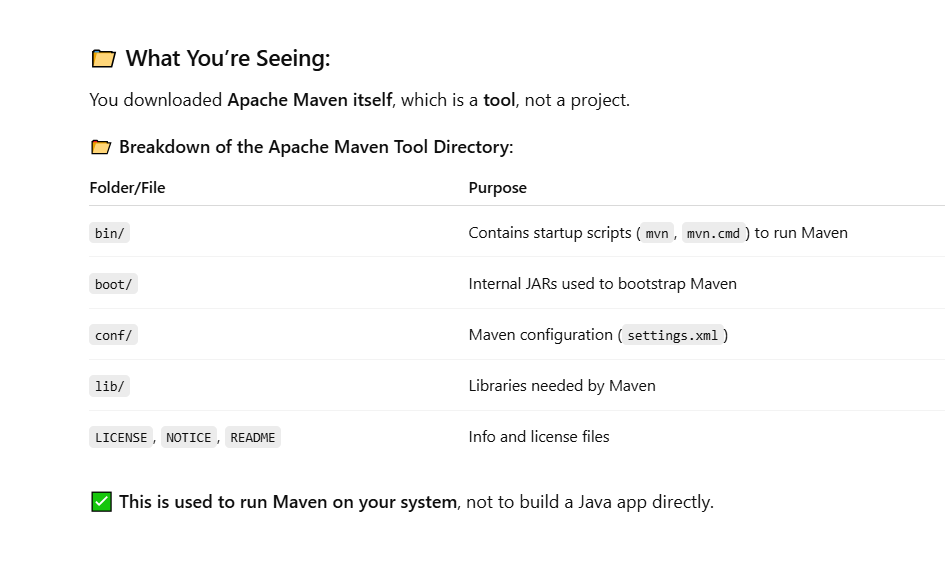 📂 What You’re Seeing:
You downloaded Apache Maven itself, which is a tool, not a project.
📂 Breakdown of the Apache Maven Tool Directory:
Folder/File Purpose
bin/ Contains startup scripts (mvn, mvn.cmd) to run Maven
boot/ Internal JARs used to bootstrap Maven
conf/ Maven configuration (settings.xml)
lib/ Libraries needed by Maven
LICENSE, NOTICE, README Info and license files
✅ This is used to run Maven on your system, not to build a Java app directly.